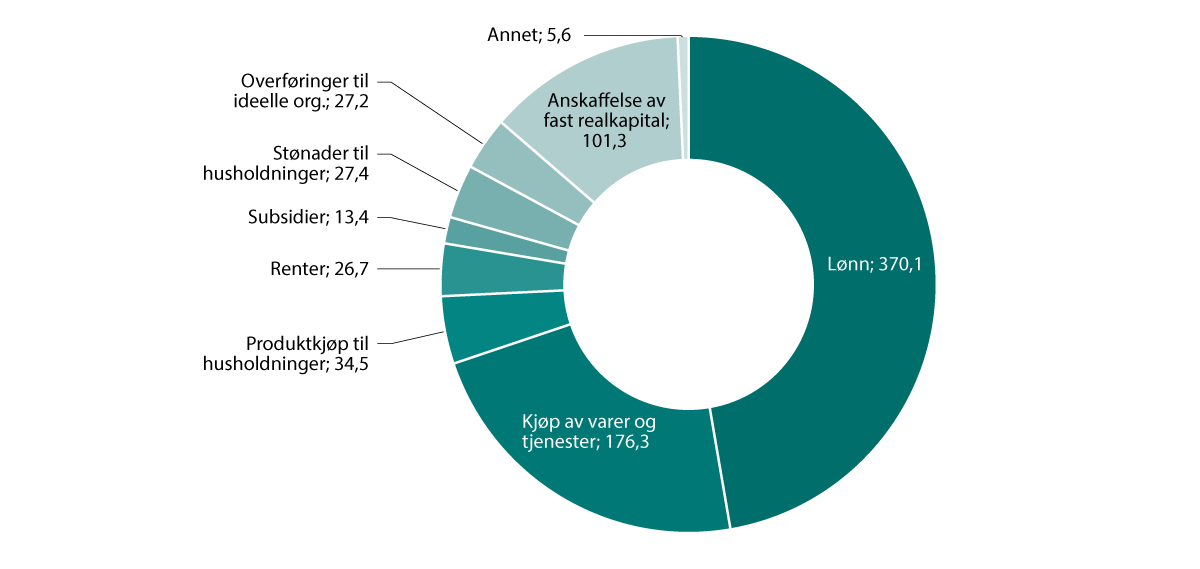 Annet; 5,6
Overføringer til
ideelle org.; 27,2
Anskaffelse av
fast realkapital;
101,3
Stønader til
husholdninger; 27,4
Subsidier; 13,4
Renter; 26,7
Lønn; 370,1
Produktkjøp til
husholdninger; 34,5
Kjøp av varer og
tjenester; 176,3